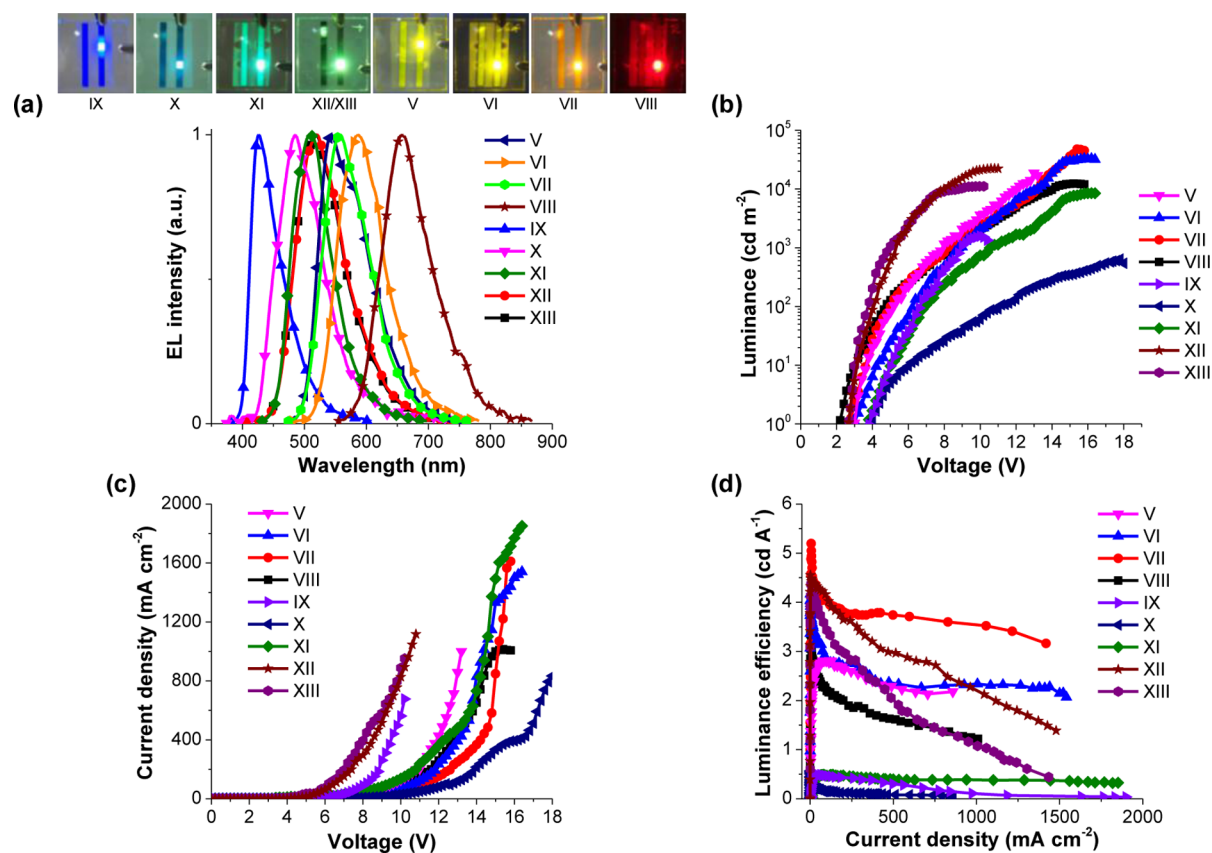 IX X XI XII/XIII V VI VII VIII
(a)
1
0
EL intensity (a.u.)
400 500 600 700 800 900
Wavelength (nm)
V
VI
VII
VIII
IX
X
XI
XII
XIII
(b)
10⁵
10⁴
10³
10²
10¹
10⁰
Luminance (cd m⁻²)
0 2 4 6 8 10 12 14 16 18
Voltage (V)
V
VI
VII
VIII
IX
X
XI
XII
XIII
(c)
2000
1600
1200
800
400
0
Current density (mA cm⁻²)
0 2 4 6 8 10 12 14 16 18
Voltage (V)
V
VI
VII
VIII
IX
X
XI
XII
XIII
(d)
6
5
4
3
2
1
0
Luminance efficiency (cd A⁻¹)
0 500 1000 1500 2000
Current density (mA cm⁻²)
V
VI
VII
VIII
IX
X
XI
XII
XIII